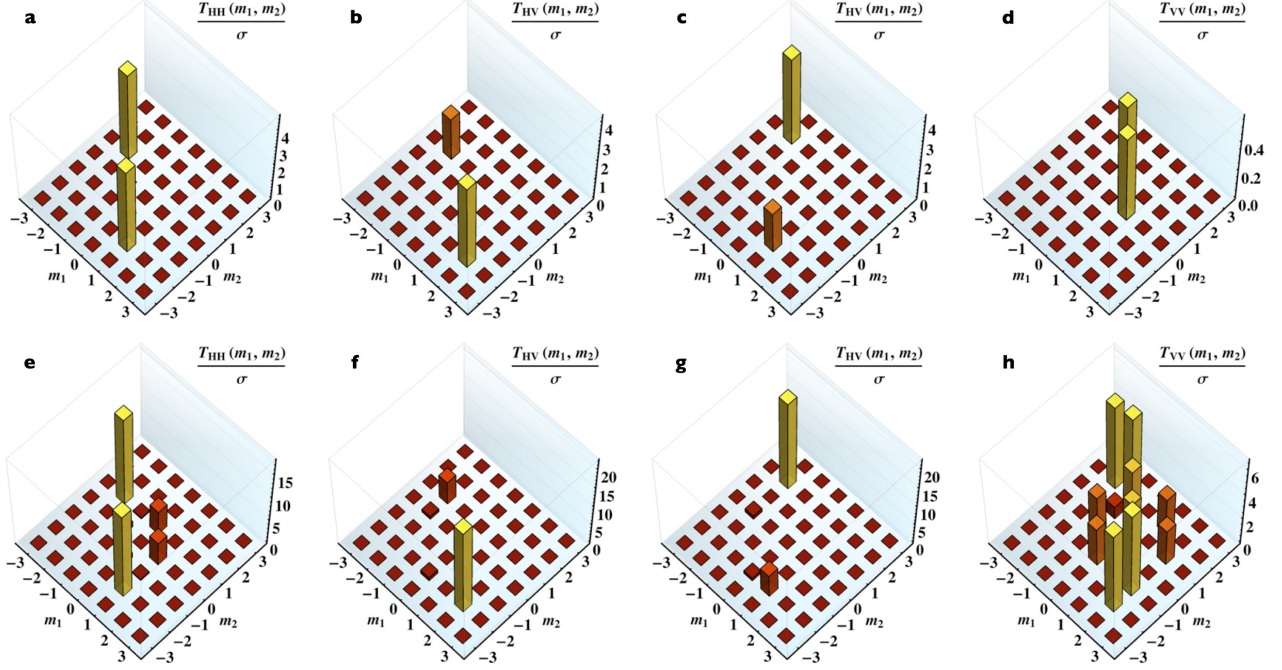 a T_HH (m_1, m_2) / σ
4
3
2
1
0
−3 −2 −1 0 1 2 3
m_1
−3 −2 −1 0 1 2 3
m_2
b T_HV (m_1, m_2) / σ
4
3
2
1
0
−3 −2 −1 0 1 2 3
m_1
−3 −2 −1 0 1 2 3
m_2
c T_HV (m_1, m_2) / σ
4
3
2
1
0
−3 −2 −1 0 1 2 3
m_1
−3 −2 −1 0 1 2 3
m_2
d T_VV (m_1, m_2) / σ
0.4
0.2
0.0
−3 −2 −1 0 1 2 3
m_1
−3 −2 −1 0 1 2 3
m_2
e T_HH (m_1, m_2) / σ
15
10
5
0
−3 −2 −1 0 1 2 3
m_1
−3 −2 −1 0 1 2 3
m_2
f T_HV (m_1, m_2) / σ
20
15
10
5
0
−3 −2 −1 0 1 2 3
m_1
−3 −2 −1 0 1 2 3
m_2
g T_HV (m_1, m_2) / σ
20
15
10
5
0
−3 −2 −1 0 1 2 3
m_1
−3 −2 −1 0 1 2 3
m_2
h T_VV (m_1, m_2) / σ
6
4
2
0
−3 −2 −1 0 1 2 3
m_1
−3 −2 −1 0 1 2 3
m_2